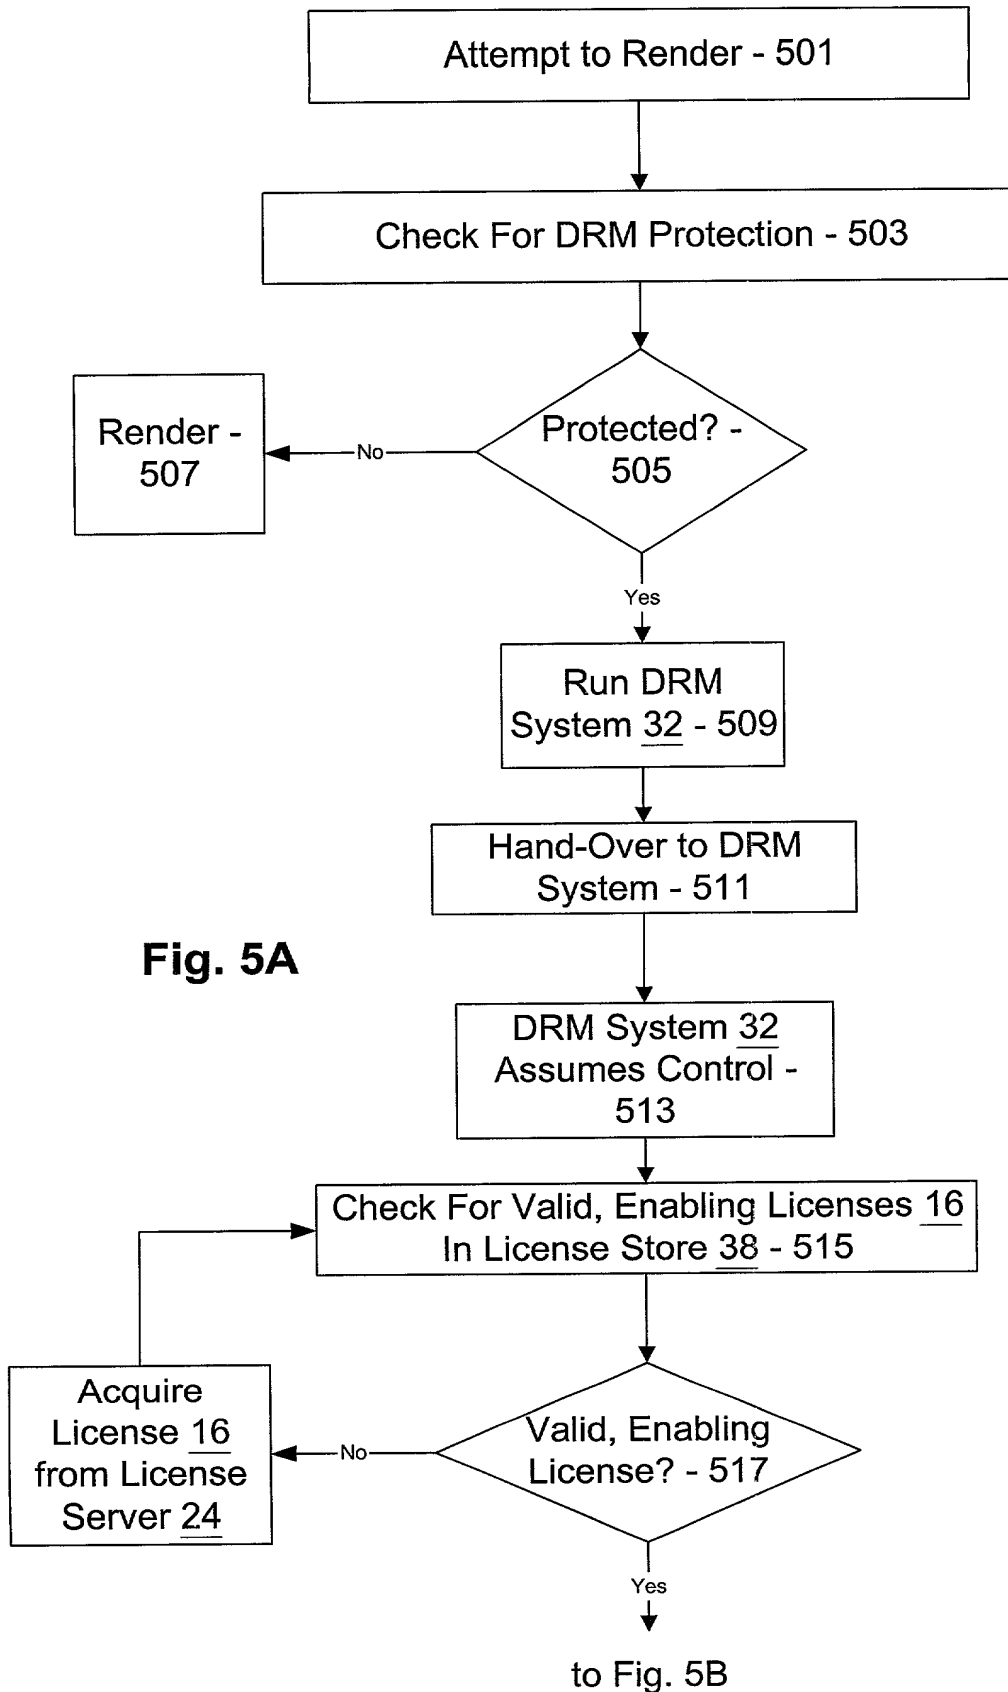 Attempt to Render - 501
Check For DRM Protection - 503
Protected? -
505
No
Render -
507
Yes
Run DRM
System 32 - 509
Hand-Over to DRM
System - 511
Fig. 5A
DRM System 32
Assumes Control -
513
Check For Valid, Enabling Licenses 16
In License Store 38 - 515
Valid, Enabling
License? - 517
No
Acquire
License 16
from License
Server 24
Yes
to Fig. 5B